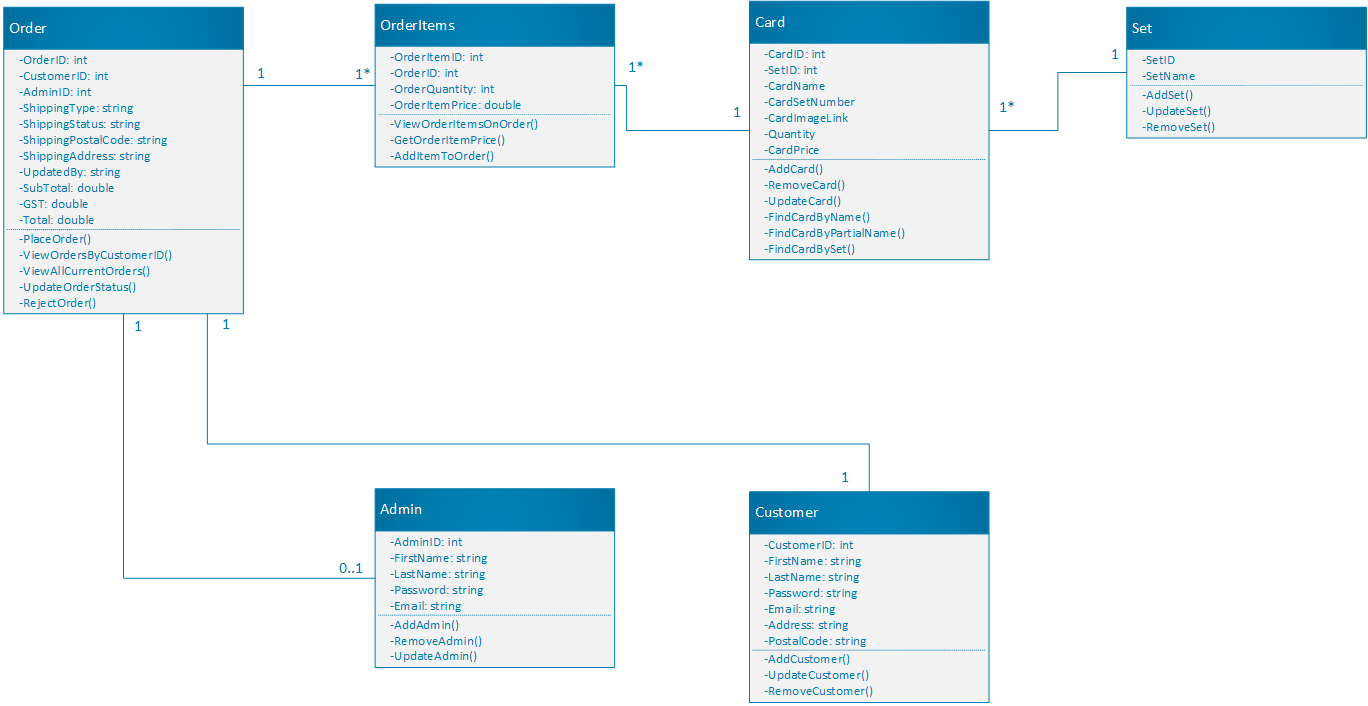 Order
-OrderID: int
-CustomerID: int
-AdminID: int
-ShippingType: string
-ShippingStatus: string
-ShippingPostalCode: string
-ShippingAddress: string
-UpdatedBy: string
-SubTotal: double
-GST: double
-Total: double
-PlaceOrder()
-ViewOrdersByCustomerID()
-ViewAllCurrentOrders()
-UpdateOrderStatus()
-RejectOrder()
1
1*
OrderItems
-OrderItemID: int
-OrderID: int
-OrderQuantity: int
-OrderItemPrice: double
-ViewOrderItemsOnOrder()
-GetOrderItemPrice()
-AddItemToOrder()
1*
1
Card
-CardID: int
-SetID: int
-CardName
-CardSetNumber
-CardImageLink
-Quantity
-CardPrice
-AddCard()
-RemoveCard()
-UpdateCard()
-FindCardByName()
-FindCardByPartialName()
-FindCardBySet()
1*
1
Set
-SetID
-SetName
-AddSet()
-UpdateSet()
-RemoveSet()
1
1
0..1
1
Admin
-AdminID: int
-FirstName: string
-LastName: string
-Password: string
-Email: string
-AddAdmin()
-RemoveAdmin()
-UpdateAdmin()
Customer
-CustomerID: int
-FirstName: string
-LastName: string
-Password: string
-Email: string
-Address: string
-PostalCode: string
-AddCustomer()
-UpdateCustomer()
-RemoveCustomer()